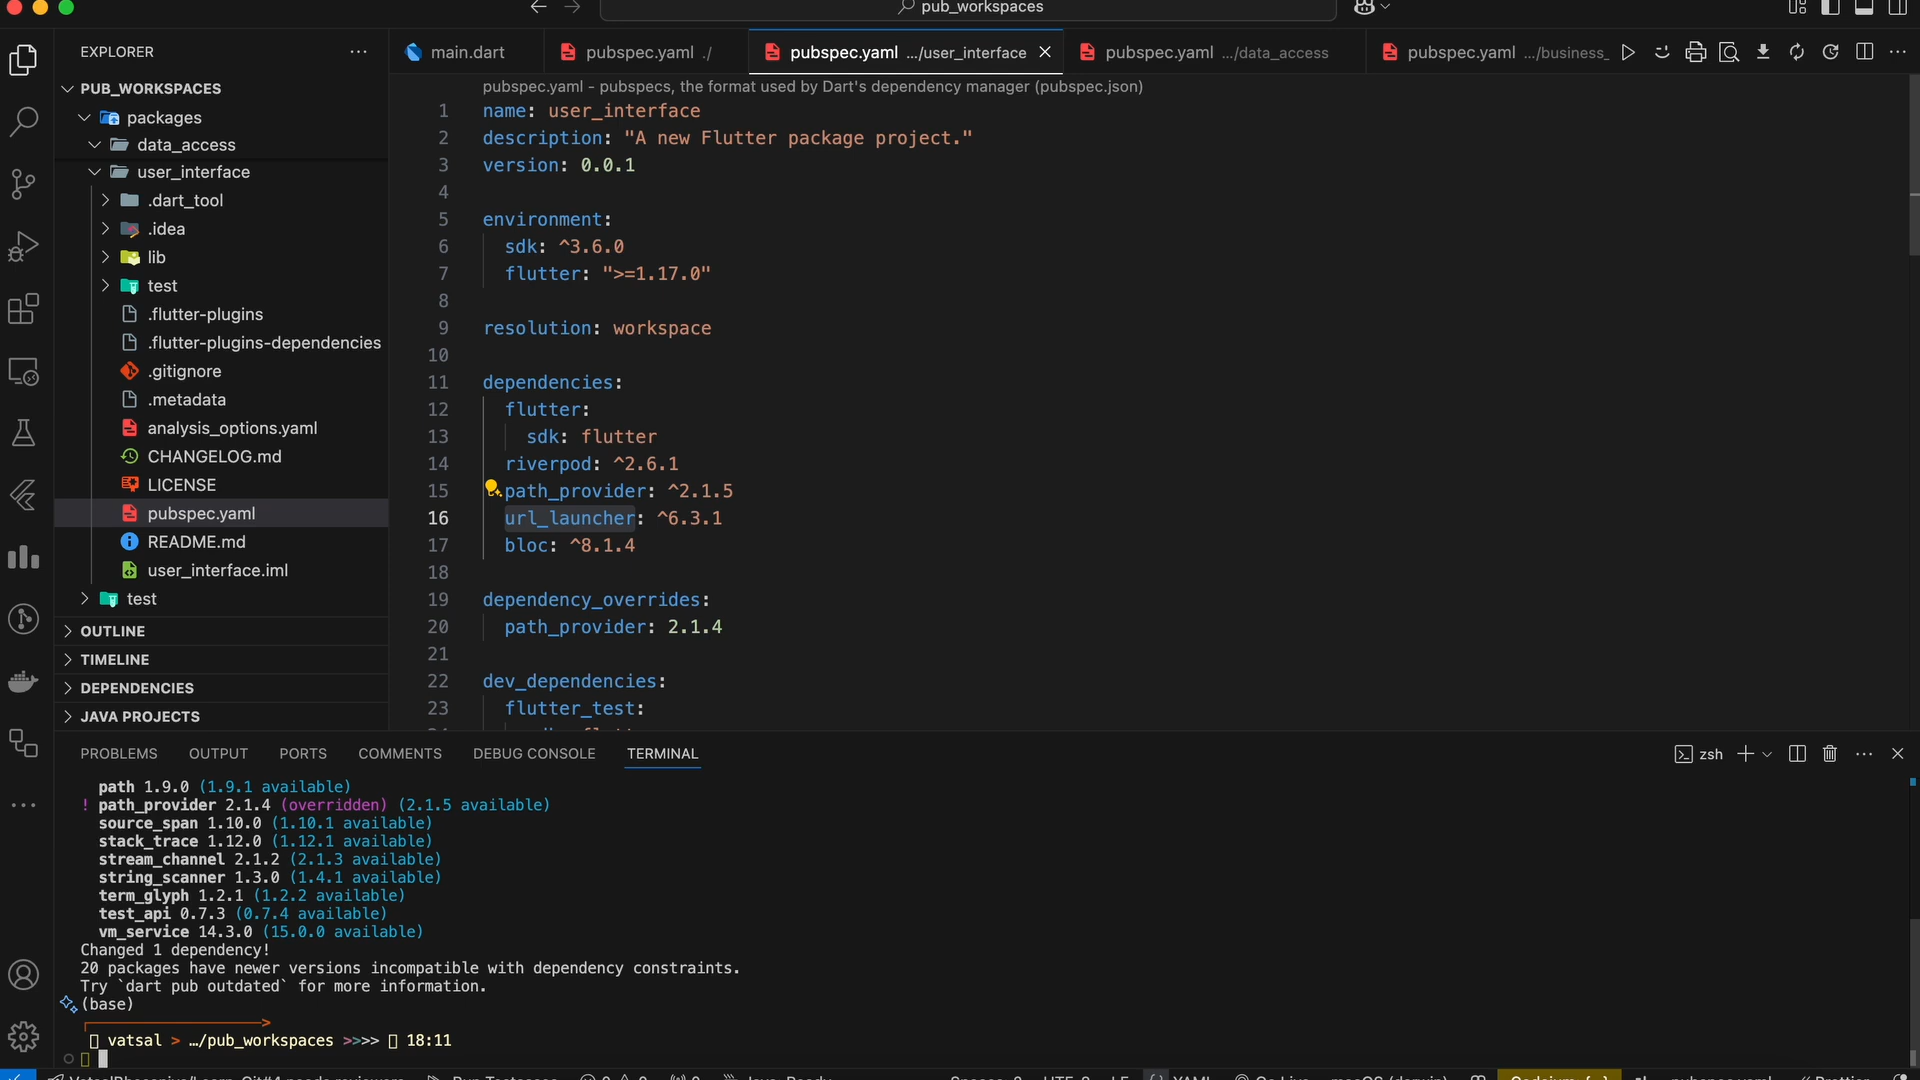 pub_workspaces
EXPLORER
main.dart
pubspec.yaml ./
pubspec.yaml .../user_interface
pubspec.yaml .../data_access
pubspec.yaml .../business_
PUB_WORKSPACES
packages
data_access
user_interface
.dart_tool
.idea
lib
test
.flutter-plugins
.flutter-plugins-dependencies
.gitignore
.metadata
analysis_options.yaml
CHANGELOG.md
LICENSE
pubspec.yaml
README.md
user_interface.iml
test
OUTLINE
TIMELINE
DEPENDENCIES
JAVA PROJECTS
pubspec.yaml - pubspecs, the format used by Dart's dependency manager (pubspec.json)
1 name: user_interface
2 description: "A new Flutter package project."
3 version: 0.0.1
4
5 environment:
6 sdk: ^3.6.0
7 flutter: ">=1.17.0"
8
9 resolution: workspace
10
11 dependencies:
12 flutter:
13 sdk: flutter
14 riverpod: ^2.6.1
15 path_provider: ^2.1.5
16 url_launcher: ^6.3.1
17 bloc: ^8.1.4
18
19 dependency_overrides:
20 path_provider: 2.1.4
21
22 dev_dependencies:
23 flutter_test:
PROBLEMS OUTPUT PORTS COMMENTS DEBUG CONSOLE TERMINAL
zsh
path 1.9.0 (1.9.1 available)
! path_provider 2.1.4 (overridden) (2.1.5 available)
source_span 1.10.0 (1.10.1 available)
stack_trace 1.12.0 (1.12.1 available)
stream_channel 2.1.2 (2.1.3 available)
string_scanner 1.3.0 (1.4.1 available)
term_glyph 1.2.1 (1.2.2 available)
test_api 0.7.3 (0.7.4 available)
vm_service 14.3.0 (15.0.0 available)
Changed 1 dependency!
20 packages have newer versions incompatible with dependency constraints.
Try `dart pub outdated` for more information.
(base)
vatsal > …/pub_workspaces >>>> 18:11